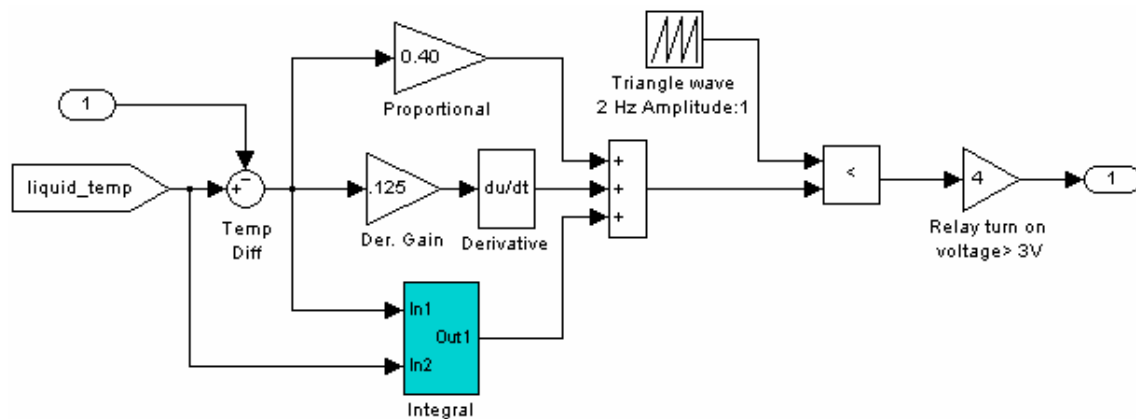 0.40
Proportional
Triangle wave
2 Hz Amplitude:1
1
liquid_temp
+
−
Temp
Diff
.125
Der. Gain
du/dt
Derivative
+
+
+
<
4
Relay turn on
voltage> 3V
1
In1
Out1
In2
Integral